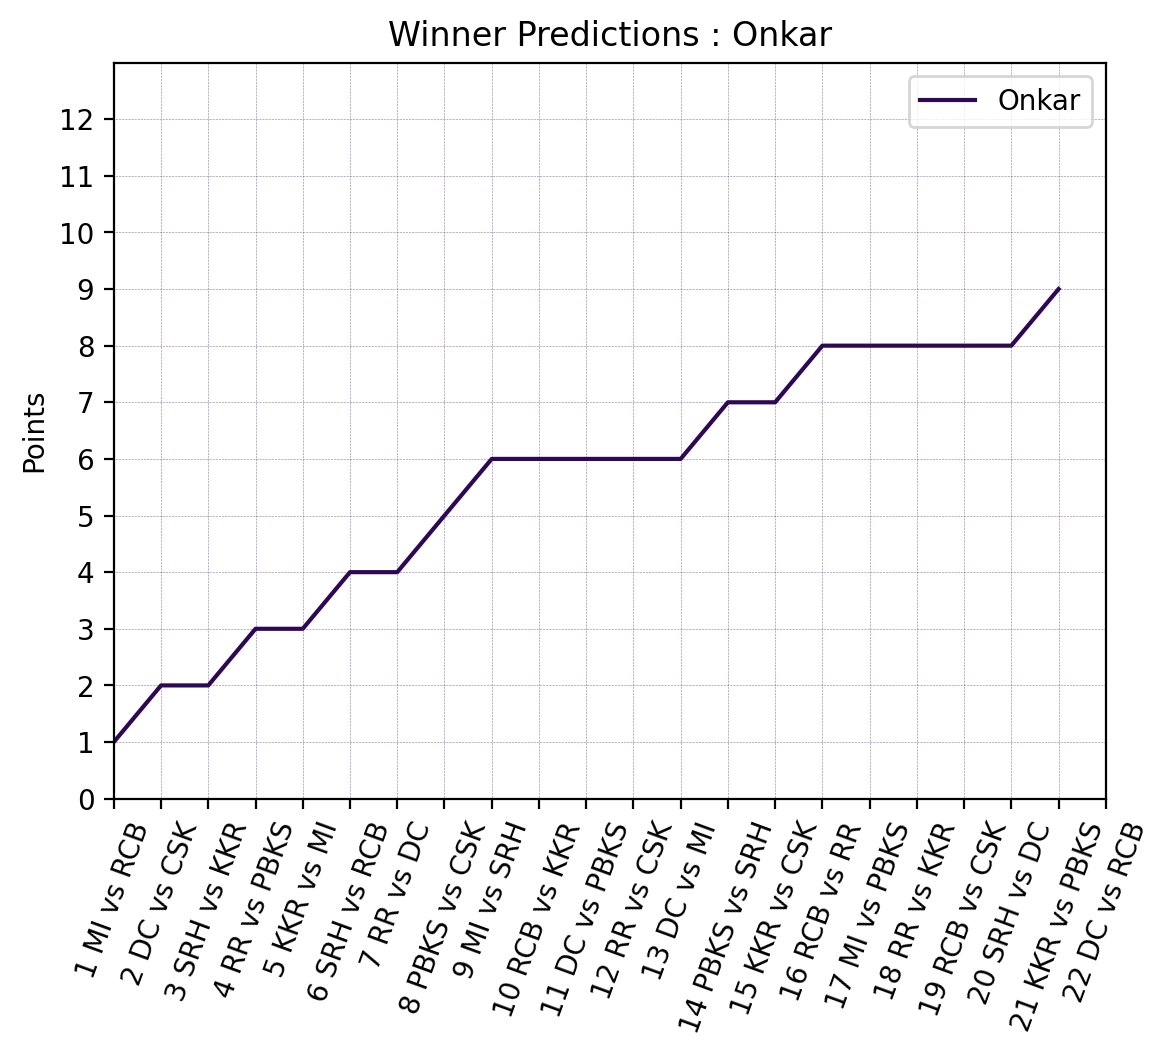 Winner Predictions : Onkar
Onkar
12
11
10
9
8
7
6
5
4
3
2
1
0
Points
1 MI vs RCB
2 DC vs CSK
3 SRH vs KKR
4 RR vs PBKS
5 KKR vs MI
6 SRH vs RCB
7 RR vs DC
8 PBKS vs CSK
9 MI vs SRH
10 RCB vs KKR
11 DC vs PBKS
12 RR vs CSK
13 DC vs MI
14 PBKS vs SRH
15 KKR vs CSK
16 RCB vs RR
17 MI vs PBKS
18 RR vs KKR
19 RCB vs CSK
20 SRH vs DC
21 KKR vs PBKS
22 DC vs RCB